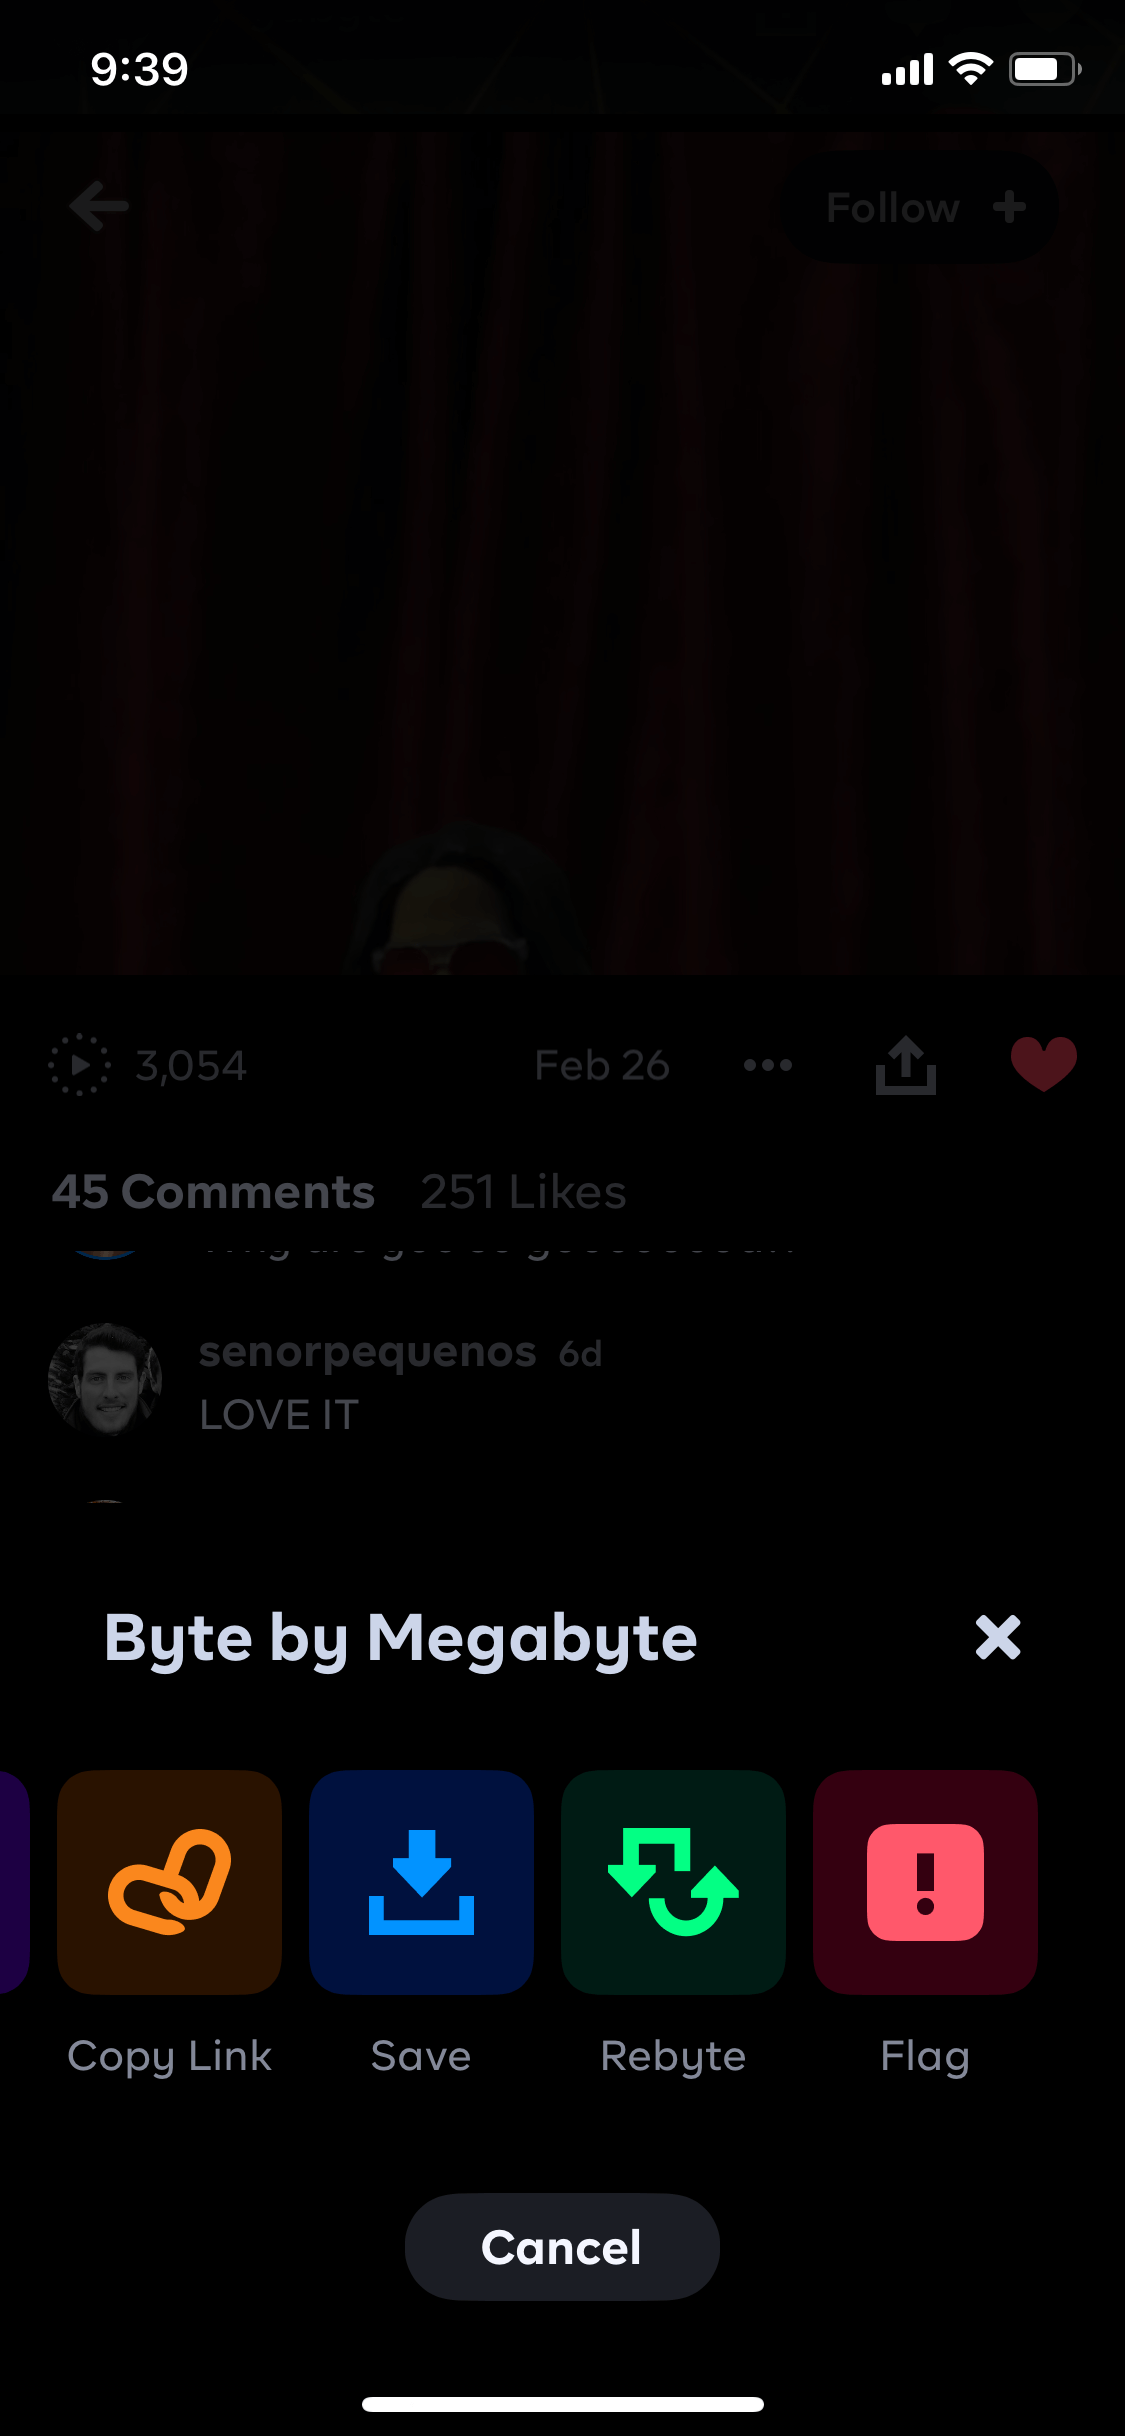 9:39
Follow
3,054
Feb 26
45 Comments
251 Likes
senorpequenos 6d
LOVE IT
Byte by Megabyte
Copy Link
Save
Rebyte
Flag
Cancel